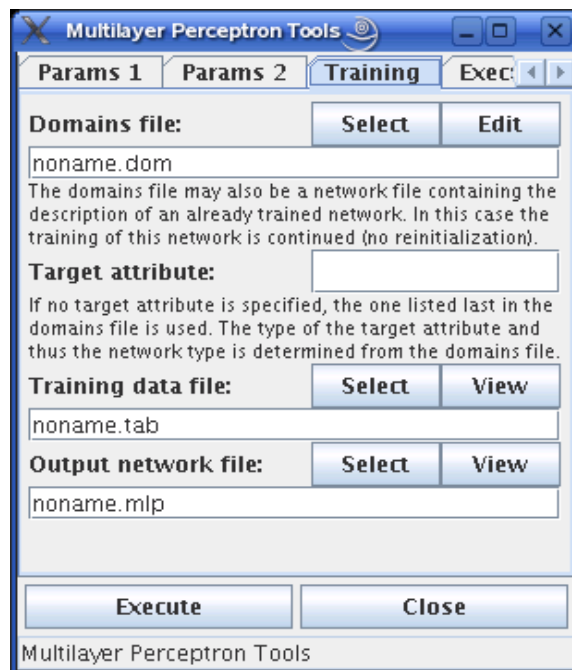 Multilayer Perceptron Tools
Params 1 Params 2 Training Exec
Domains file: Select Edit
noname.dom
The domains file may also be a network file containing the
description of an already trained network. In this case the
training of this network is continued (no reinitialization).
Target attribute:
If no target attribute is specified, the one listed last in the
domains file is used. The type of the target attribute and
thus the network type is determined from the domains file.
Training data file: Select View
noname.tab
Output network file: Select View
noname.mlp
Execute Close
Multilayer Perceptron Tools